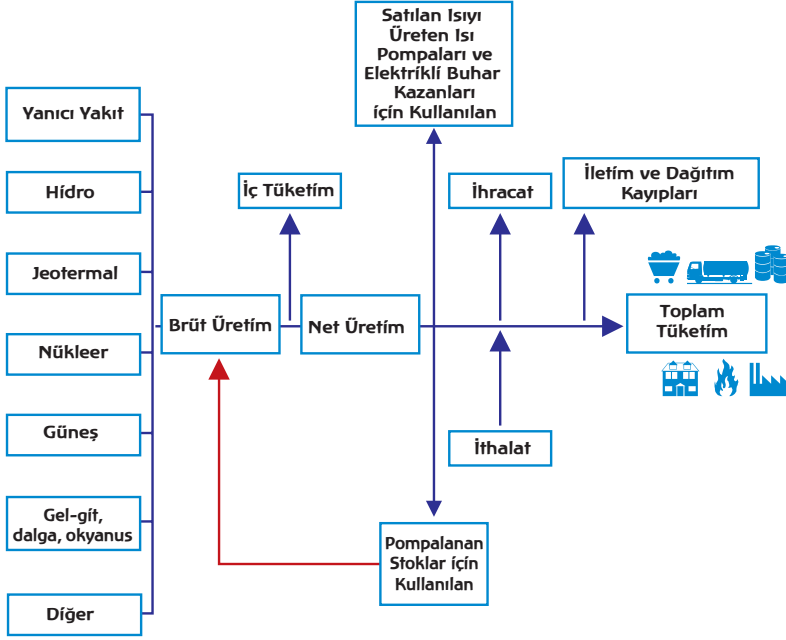 Satılan Isıyı
Üreten Isı
Pompaları ve
Elektrikli Buhar
Kazanları
için Kullanılan
Yanıcı Yakıt
Hidro
Jeotermal
Nükleer
Güneş
Gel-git,
dalga, okyanus
Diğer
İç Tüketim
Brüt Üretim
Net Üretim
İhracat
İletim ve Dağıtım
Kayıpları
Toplam
Tüketim
İthalat
Pompalanan
Stoklar için
Kullanılan